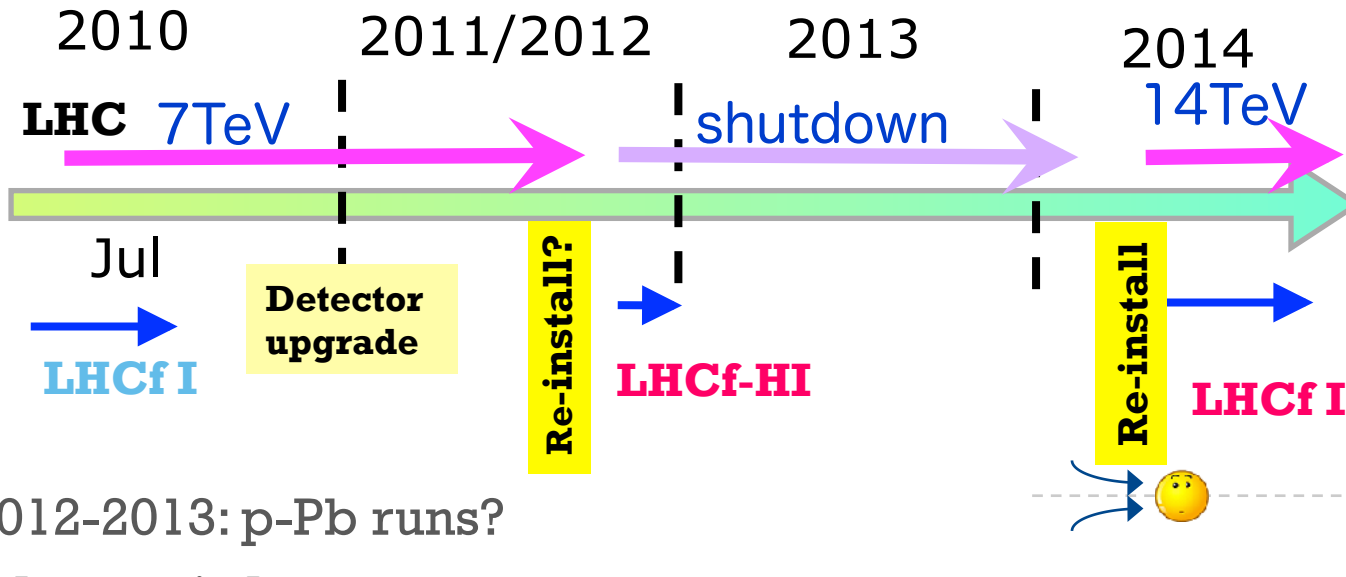 2010
2011/2012
2013
2014
LHC
7TeV
shutdown
14TeV
Jul
Detector
upgrade
Re-install?
Re-install
LHCf I
LHCf-HI
LHCf I
012-2013: p-Pb runs?